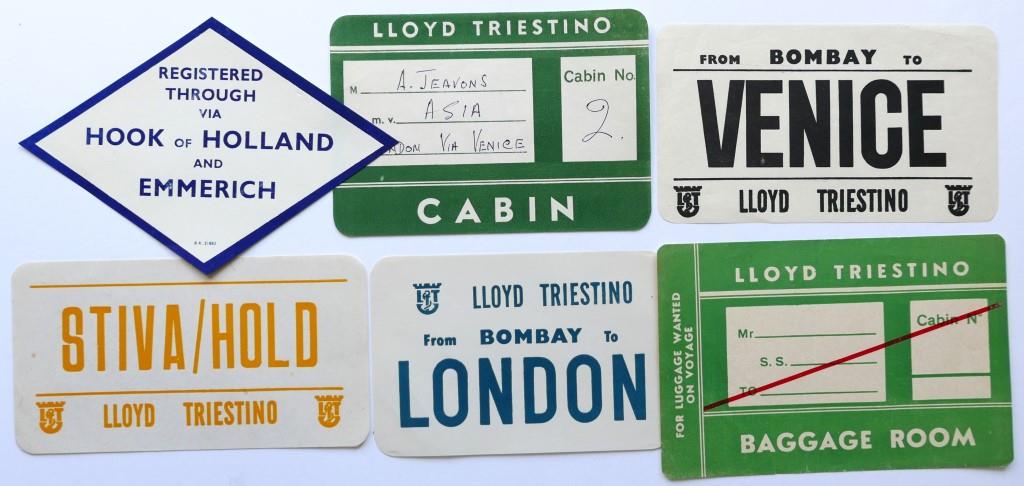 REGISTERED
THROUGH
VIA
HOOK OF HOLLAND
AND
EMMERICH
LLOYD TRIESTINO
M A. JEAVONS
m. v. ASIA
VIA VENICE
Cabin No.
2.
CABIN
FROM BOMBAY TO
VENICE
LLOYD TRIESTINO
STIVA/HOLD
LLOYD TRIESTINO
LLOYD TRIESTINO
From BOMBAY To
LONDON
FOR LUGGAGE WANTED
ON VOYAGE
LLOYD TRIESTINO
Mr
S. S.
TO
Cabin N°
BAGGAGE ROOM